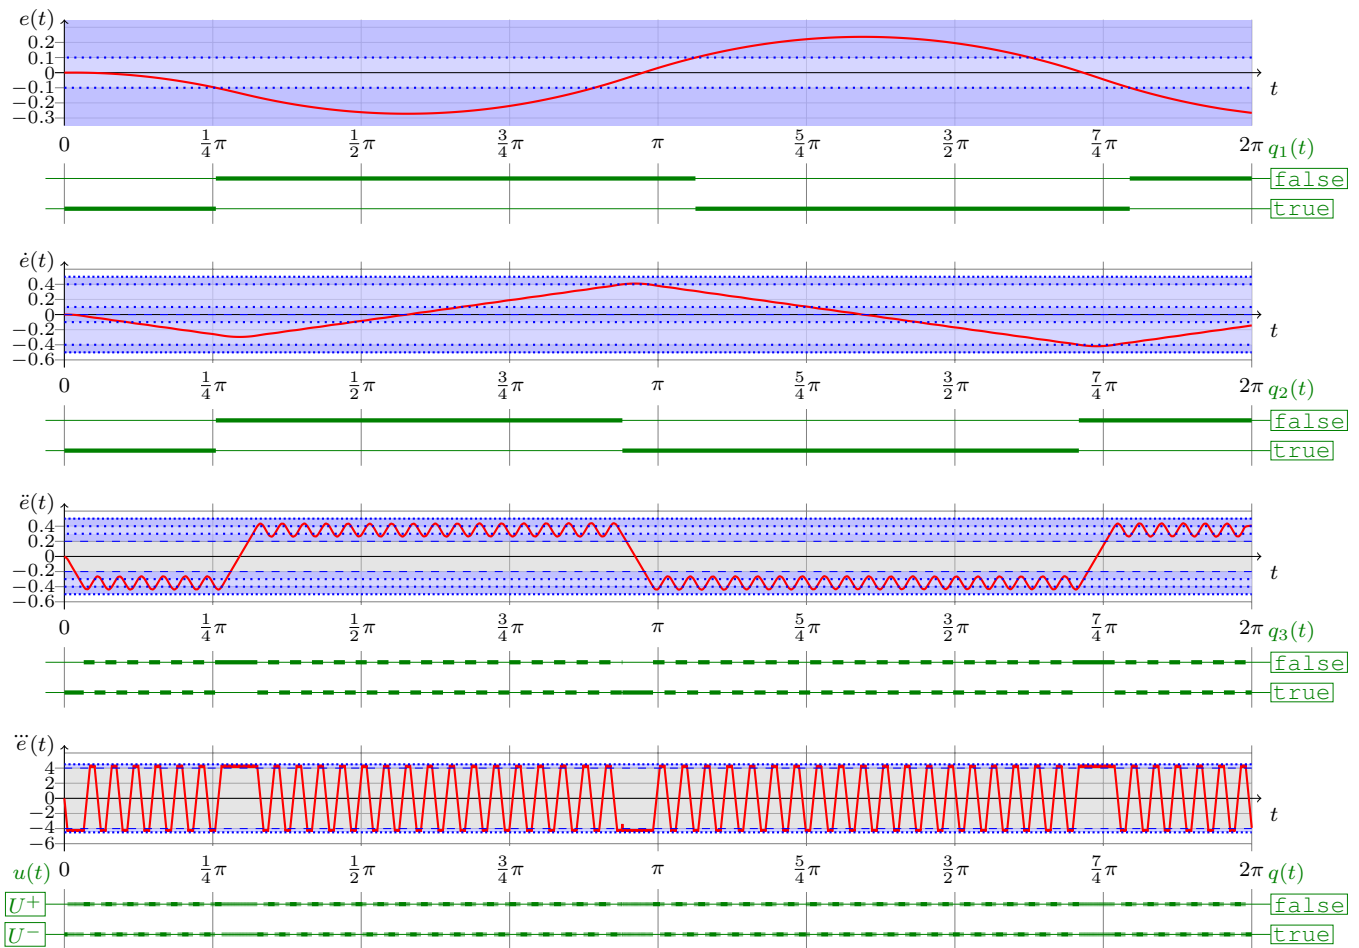 e(t)
0.2
0.1
0
−0.1
−0.2
−0.3
t
0 1/4π 1/2π 3/4π π 5/4π 3/2π 7/4π 2π q₁(t)
false
true
ė(t)
0.4
0.2
0
−0.2
−0.4
−0.6
t
0 1/4π 1/2π 3/4π π 5/4π 3/2π 7/4π 2π q₂(t)
false
true
ë(t)
0.4
0.2
0
−0.2
−0.4
−0.6
t
0 1/4π 1/2π 3/4π π 5/4π 3/2π 7/4π 2π q₃(t)
false
true
e⃛(t)
4
2
0
−2
−4
−6
t
u(t) 0 1/4π 1/2π 3/4π π 5/4π 3/2π 7/4π 2π q(t)
U⁺ false
U⁻ true